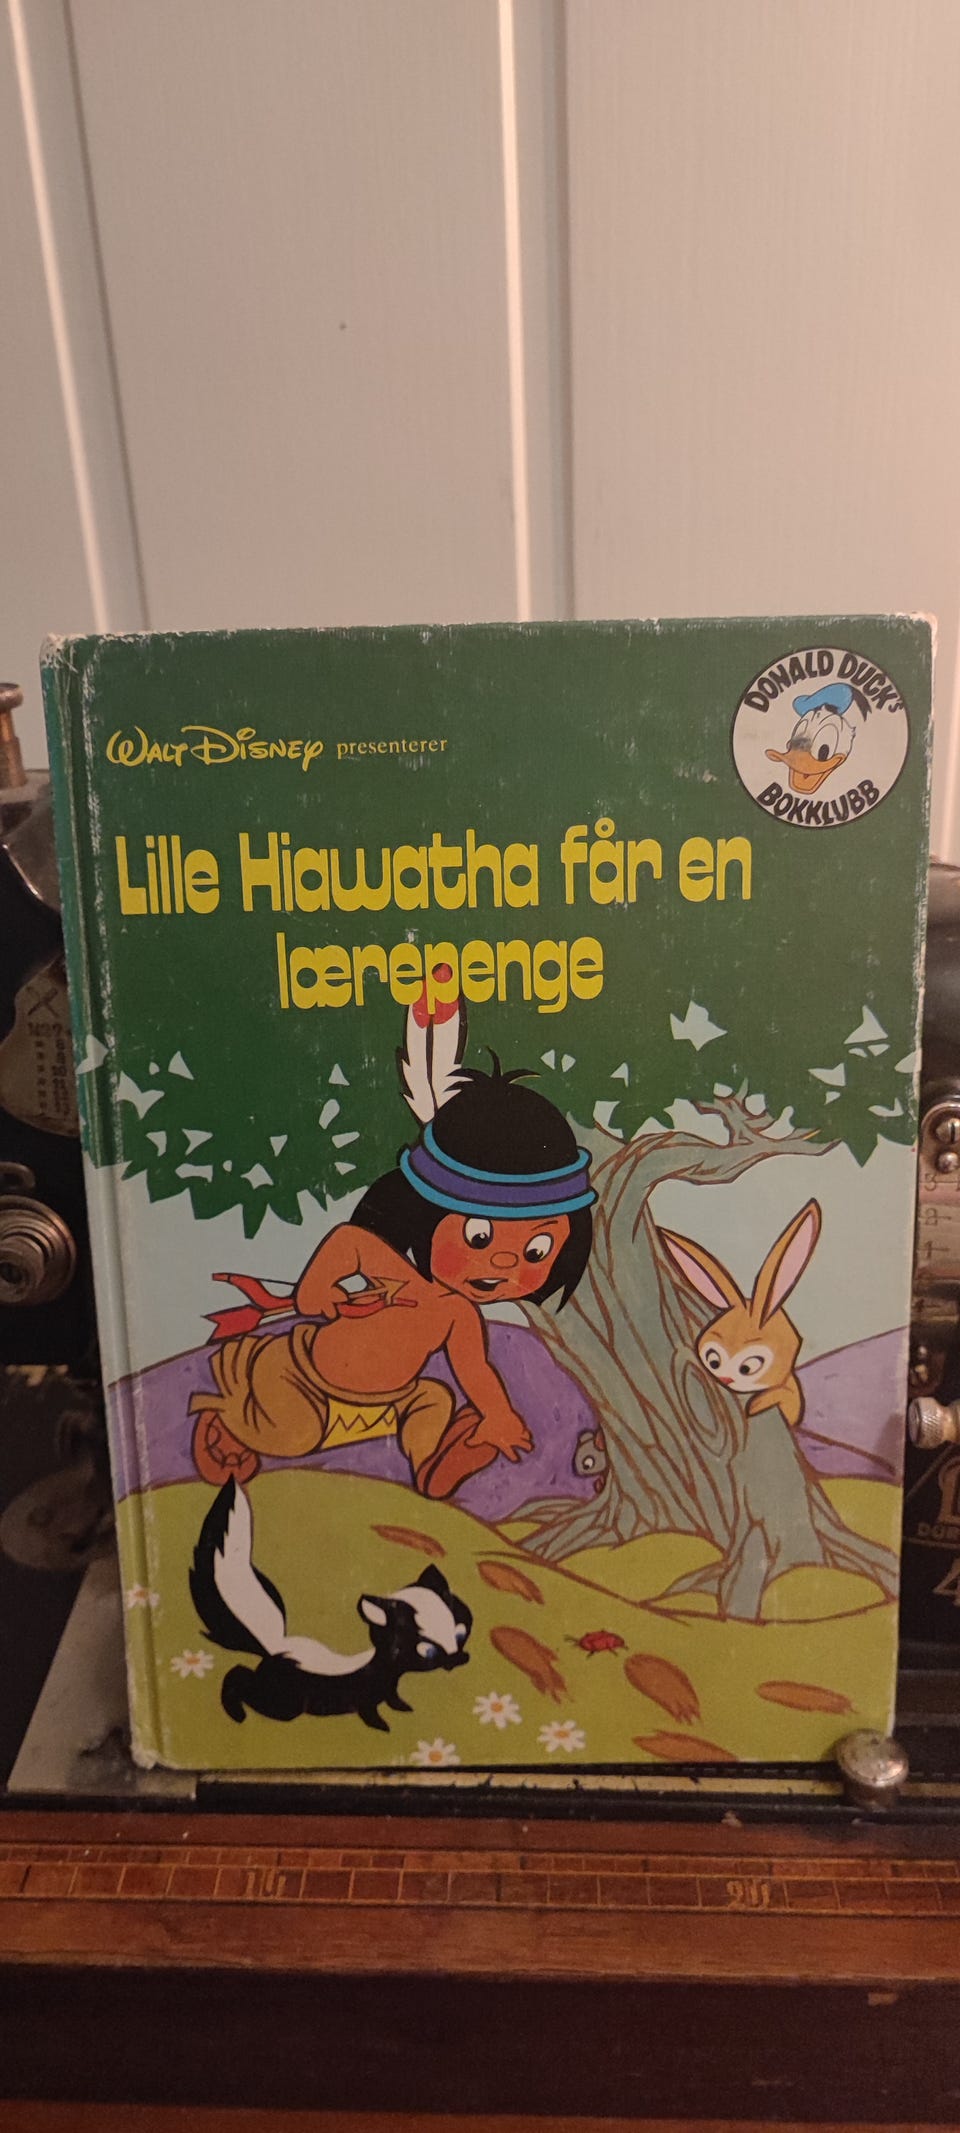 DONALD DUCK's
BOKKLUBB
WALT DISNEY presenterer
Lille Hiawatha får en
lærepenge